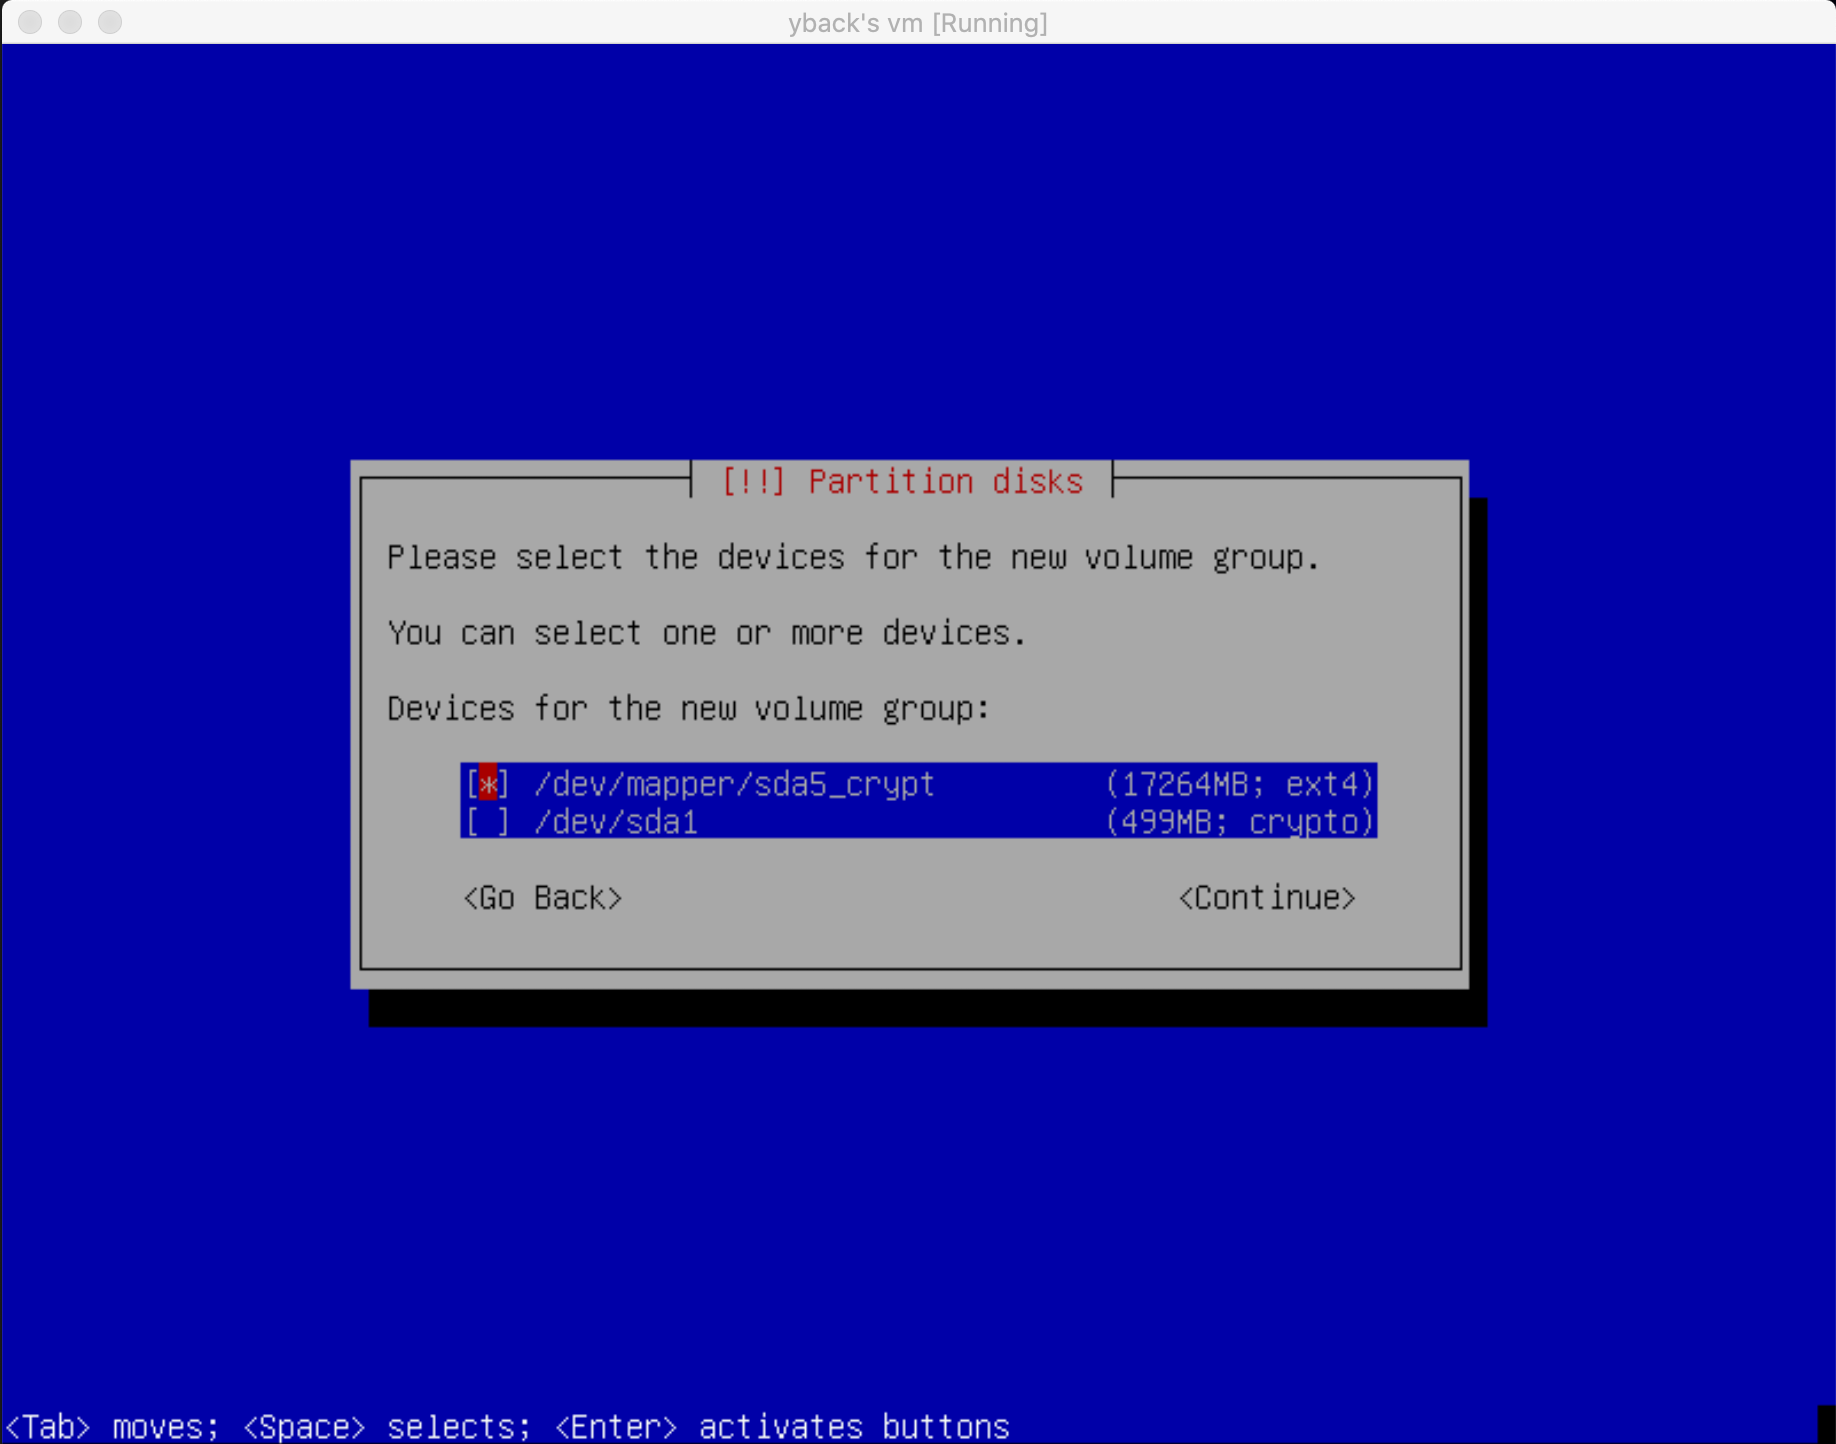 yback's vm [Running]
[!!] Partition disks
Please select the devices for the new volume group.
You can select one or more devices.
Devices for the new volume group:
[*] /dev/mapper/sda5_crypt (17264MB; ext4)
[ ] /dev/sda1 (499MB; crypto)
<Go Back> <Continue>
<Tab> moves; <Space> selects; <Enter> activates buttons